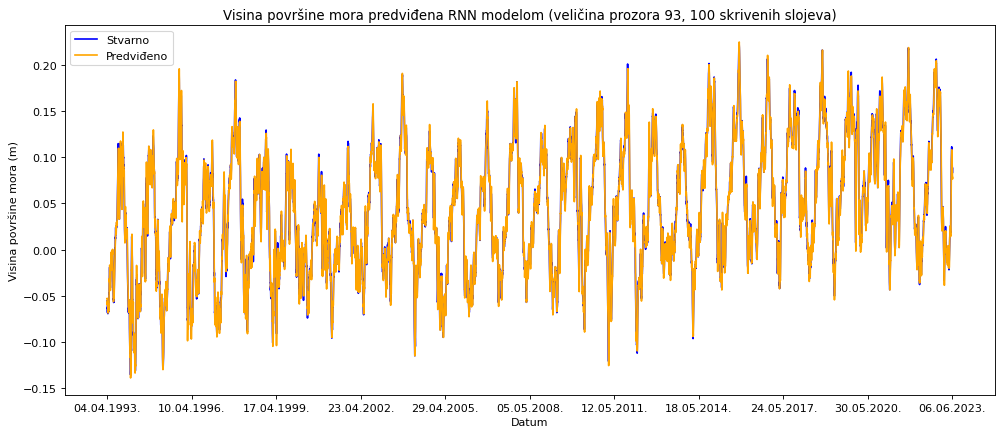 Visina površine mora predviđena RNN modelom (veličina prozora 93, 100 skrivenih slojeva)
Stvarno
Predviđeno
Visina površine mora (m)
0.20
0.15
0.10
0.05
0.00
−0.05
−0.10
−0.15
04.04.1993. 10.04.1996. 17.04.1999. 23.04.2002. 29.04.2005. 05.05.2008. 12.05.2011. 18.05.2014. 24.05.2017. 30.05.2020. 06.06.2023.
Datum